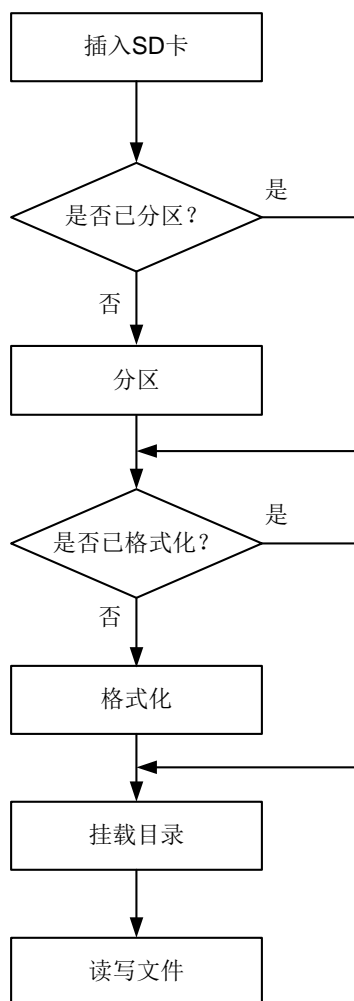 插入SD卡
是否已分区？
是
否
分区
是否已格式化？
是
否
格式化
挂载目录
读写文件